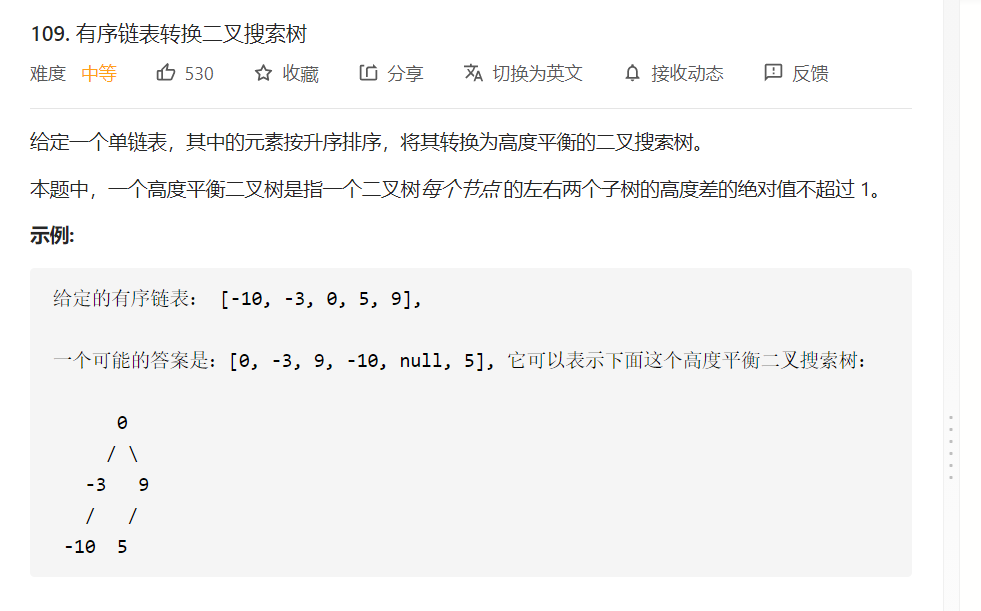 109. 有序链表转换二叉搜索树
难度 中等 530 收藏 分享 切换为英文 接收动态 反馈
给定一个单链表，其中的元素按升序排序，将其转换为高度平衡的二叉搜索树。
本题中，一个高度平衡二叉树是指一个二叉树每个节点 的左右两个子树的高度差的绝对值不超过 1。
示例:
给定的有序链表： [-10, -3, 0, 5, 9],
一个可能的答案是：[0, -3, 9, -10, null, 5], 它可以表示下面这个高度平衡二叉搜索树：
0
/ \
-3 9
/ /
-10 5